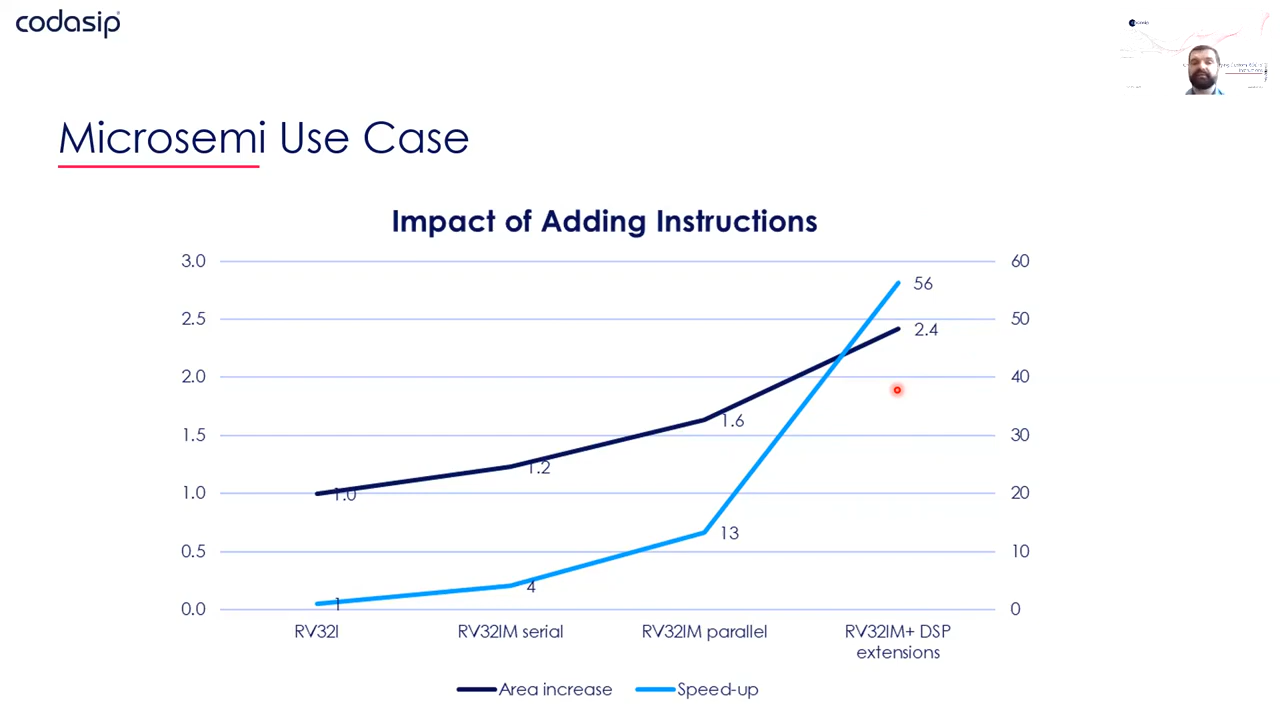 codasip
Microsemi Use Case
Impact of Adding Instructions
3.0
2.5
2.0
1.5
1.0
0.5
0.0
60
50
40
30
20
10
0
56
2.4
1.6
1.2
1.0
13
4
1
RV32I
RV32IM serial
RV32IM parallel
RV32IM+ DSP
extensions
Area increase
Speed-up